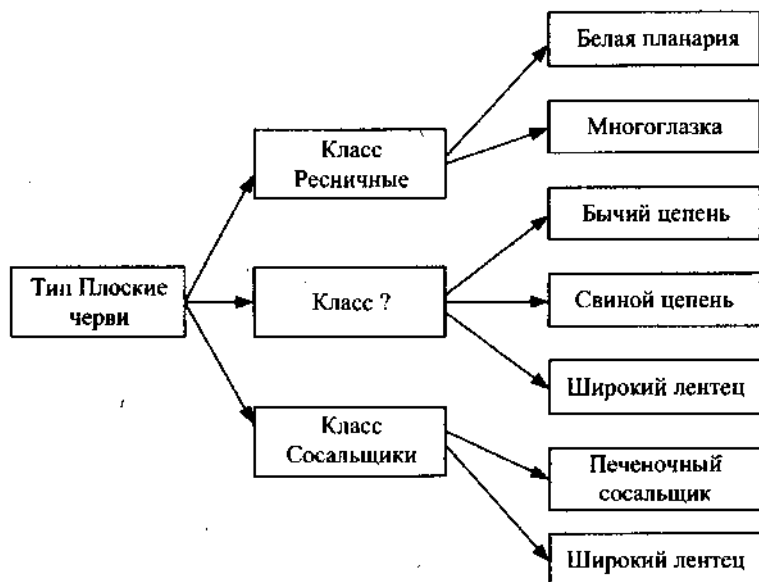 Белая планария
Многоглазка
Класс
Ресничные
Бычий цепень
Тип Плоские
черви
Класс ?
Свиной цепень
Широкий лентец
Класс
Сосальщики
Печеночный
сосальщик
Широкий лентец